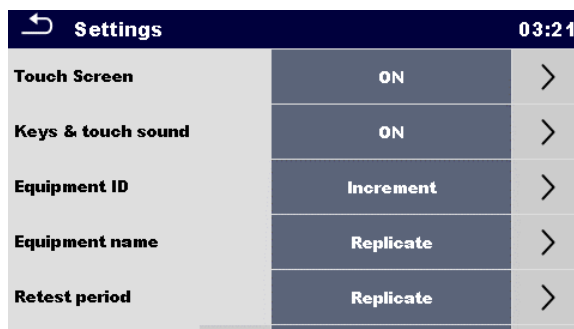 Settings 03:21
Touch Screen ON
Keys & touch sound ON
Equipment ID Increment
Equipment name Replicate
Retest period Replicate